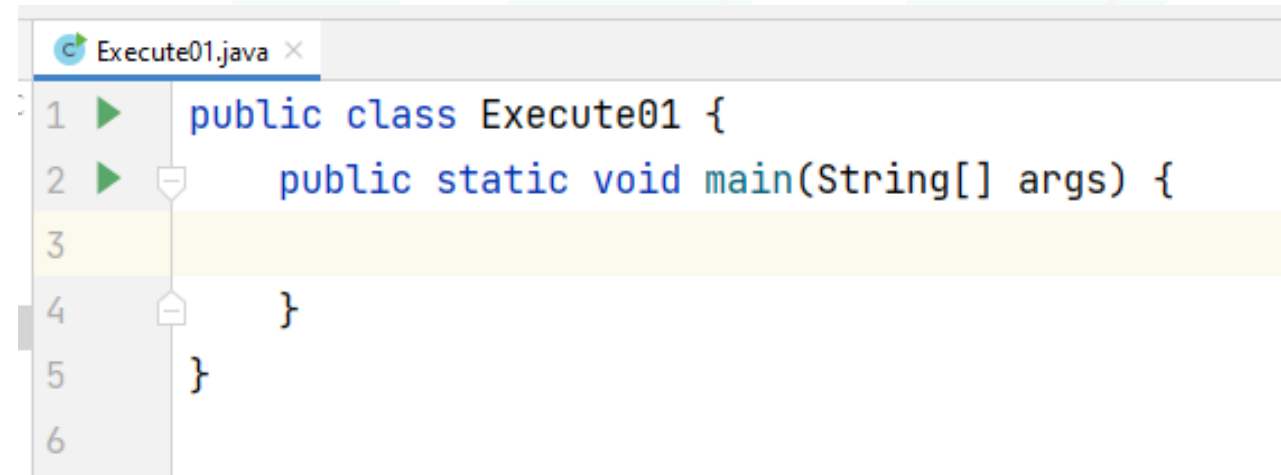 Execute01.java
1 public class Execute01 {
2 public static void main(String[] args) {
3
4 }
5 }
6